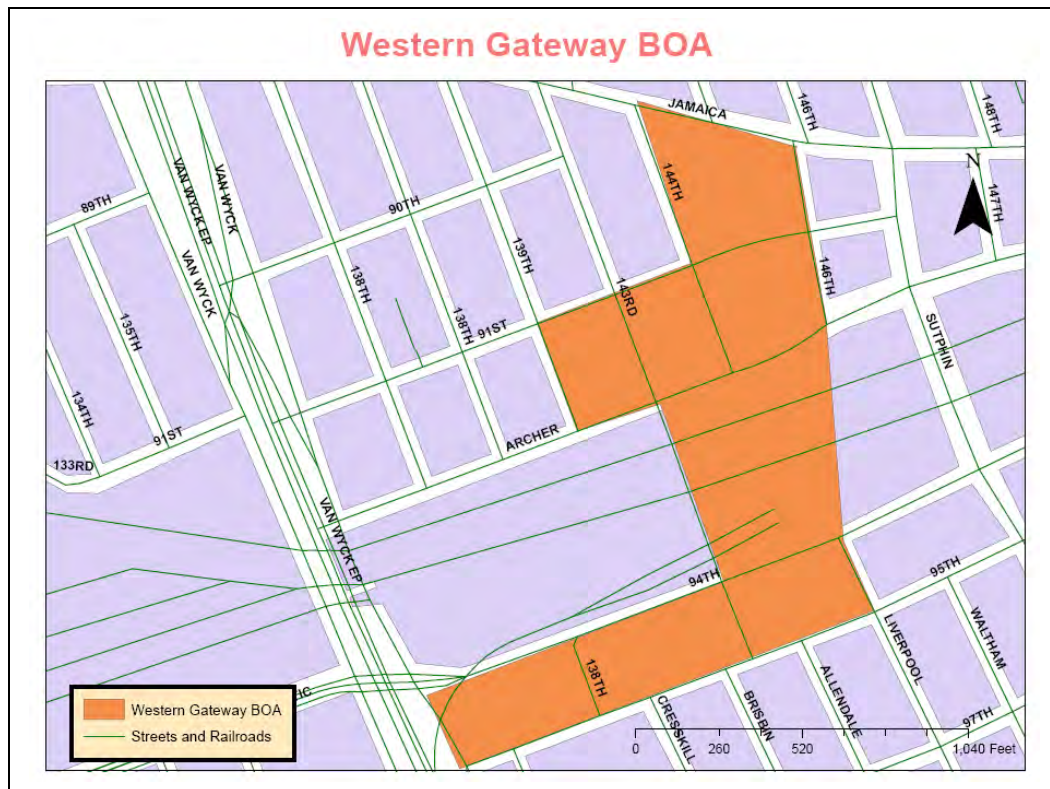 Western Gateway BOA
JAMAICA
146TH
148TH
N
VAN WYCK EP
VAN WYCK
144TH
147TH
89TH
90TH
VAN WYCK
138TH
139TH
143RD
146TH
135TH
138TH
91ST
SUTPHIN
134TH
91ST
ARCHER
133RD
VAN WYCK EP
94TH
95TH
138TH
LIVERPOOL
WALTHAM
IC
CRESKILL
BRISBIN
ALLENDALE
97TH
Western Gateway BOA
Streets and Railroads
0 260 520 1,040 Feet